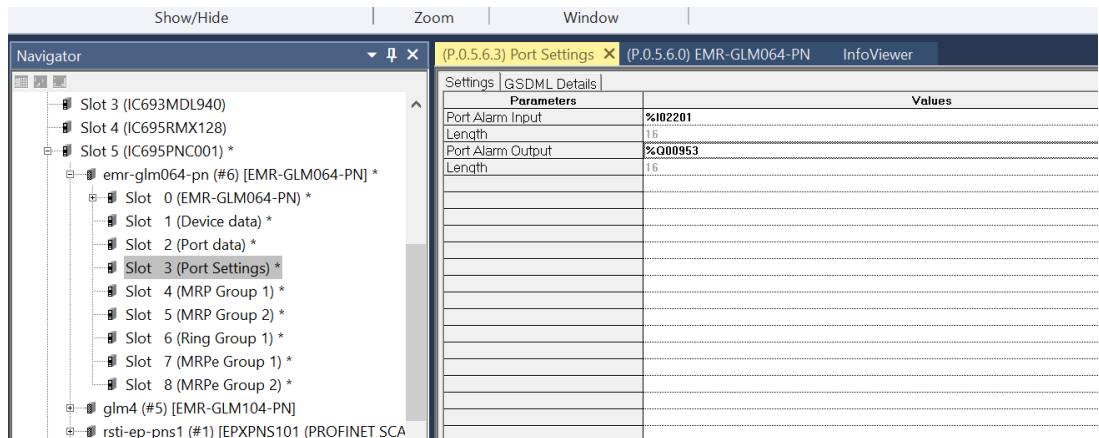 Show/Hide Zoom Window
Navigator
Slot 3 (IC693MDL940)
Slot 4 (IC695RMX128)
Slot 5 (IC695PNC001) *
emr-glm064-pn (#6) [EMR-GLM064-PN] *
Slot 0 (EMR-GLM064-PN) *
Slot 1 (Device data) *
Slot 2 (Port data) *
Slot 3 (Port Settings) *
Slot 4 (MRP Group 1) *
Slot 5 (MRP Group 2) *
Slot 6 (Ring Group 1) *
Slot 7 (MRPe Group 1) *
Slot 8 (MRPe Group 2) *
glm4 (#5) [EMR-GLM104-PN]
rsti-ep-pns1 (#1) [EPXPNS101 (PROFINET SCA
(P.0.5.6.3) Port Settings (P.0.5.6.0) EMR-GLM064-PN InfoViewer
Settings GSDML Details
Parameters Values
Port Alarm Input %I02201
Length 16
Port Alarm Output %Q00953
Length 16